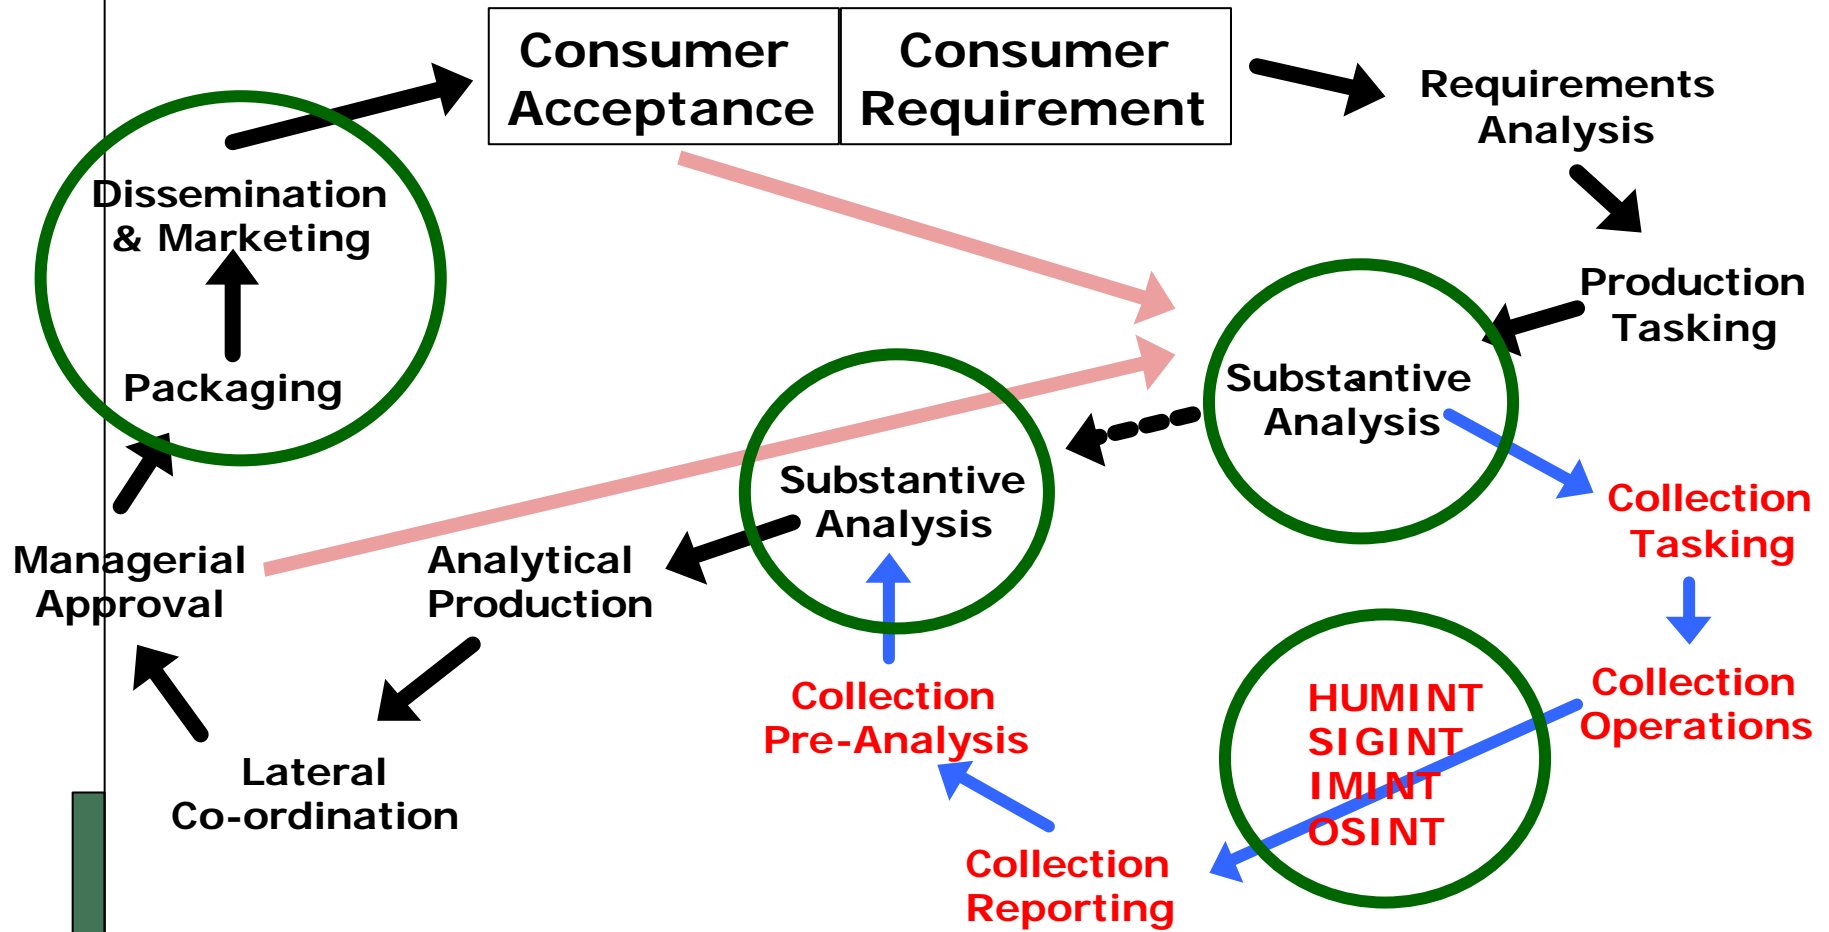 Consumer
Acceptance
Consumer
Requirement
Requirements
Analysis
Dissemination
& Marketing
Packaging
Production
Tasking
Substantive
Analysis
Substantive
Analysis
Collection
Tasking
Managerial
Approval
Analytical
Production
HUMINT
SIGINT
IMINT
OSINT
Collection
Operations
Collection
Pre-Analysis
Lateral
Co-ordination
Collection
Reporting